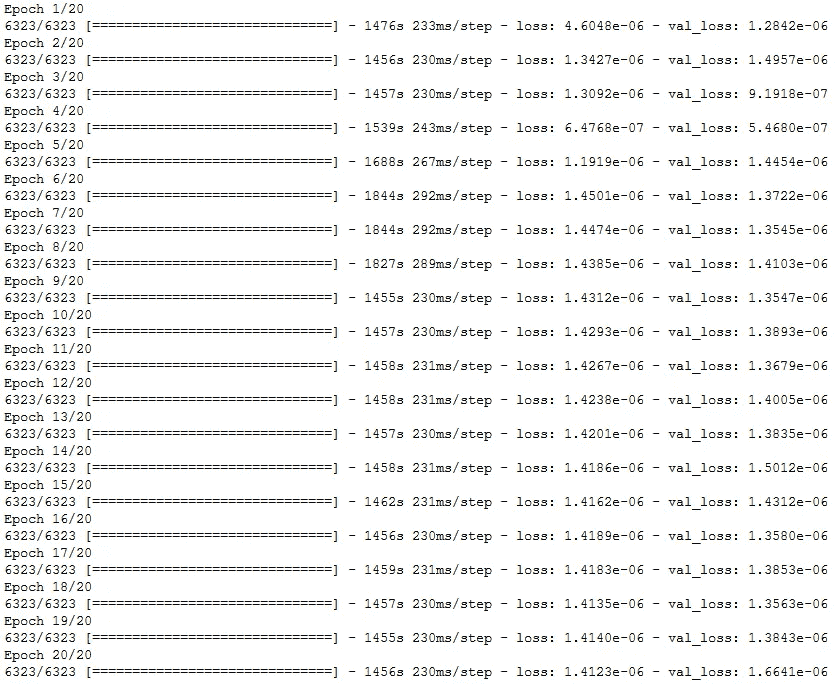 Epoch 1/20
6323/6323 [==============================] - 1476s 233ms/step - loss: 4.6048e-06 - val_loss: 1.2842e-06
Epoch 2/20
6323/6323 [==============================] - 1456s 230ms/step - loss: 1.3427e-06 - val_loss: 1.4957e-06
Epoch 3/20
6323/6323 [==============================] - 1457s 230ms/step - loss: 1.3092e-06 - val_loss: 9.1918e-07
Epoch 4/20
6323/6323 [==============================] - 1539s 243ms/step - loss: 6.4768e-07 - val_loss: 5.4680e-07
Epoch 5/20
6323/6323 [==============================] - 1688s 267ms/step - loss: 1.1919e-06 - val_loss: 1.4454e-06
Epoch 6/20
6323/6323 [==============================] - 1844s 292ms/step - loss: 1.4501e-06 - val_loss: 1.3722e-06
Epoch 7/20
6323/6323 [==============================] - 1844s 292ms/step - loss: 1.4474e-06 - val_loss: 1.3545e-06
Epoch 8/20
6323/6323 [==============================] - 1827s 289ms/step - loss: 1.4385e-06 - val_loss: 1.4103e-06
Epoch 9/20
6323/6323 [==============================] - 1455s 230ms/step - loss: 1.4312e-06 - val_loss: 1.3547e-06
Epoch 10/20
6323/6323 [==============================] - 1457s 230ms/step - loss: 1.4293e-06 - val_loss: 1.3893e-06
Epoch 11/20
6323/6323 [==============================] - 1458s 231ms/step - loss: 1.4267e-06 - val_loss: 1.3679e-06
Epoch 12/20
6323/6323 [==============================] - 1458s 231ms/step - loss: 1.4238e-06 - val_loss: 1.4005e-06
Epoch 13/20
6323/6323 [==============================] - 1457s 230ms/step - loss: 1.4201e-06 - val_loss: 1.3835e-06
Epoch 14/20
6323/6323 [==============================] - 1458s 231ms/step - loss: 1.4186e-06 - val_loss: 1.5012e-06
Epoch 15/20
6323/6323 [==============================] - 1462s 231ms/step - loss: 1.4162e-06 - val_loss: 1.4312e-06
Epoch 16/20
6323/6323 [==============================] - 1456s 230ms/step - loss: 1.4189e-06 - val_loss: 1.3580e-06
Epoch 17/20
6323/6323 [==============================] - 1459s 231ms/step - loss: 1.4183e-06 - val_loss: 1.3853e-06
Epoch 18/20
6323/6323 [==============================] - 1457s 230ms/step - loss: 1.4135e-06 - val_loss: 1.3563e-06
Epoch 19/20
6323/6323 [==============================] - 1455s 230ms/step - loss: 1.4140e-06 - val_loss: 1.3843e-06
Epoch 20/20
6323/6323 [==============================] - 1456s 230ms/step - loss: 1.4123e-06 - val_loss: 1.6641e-06